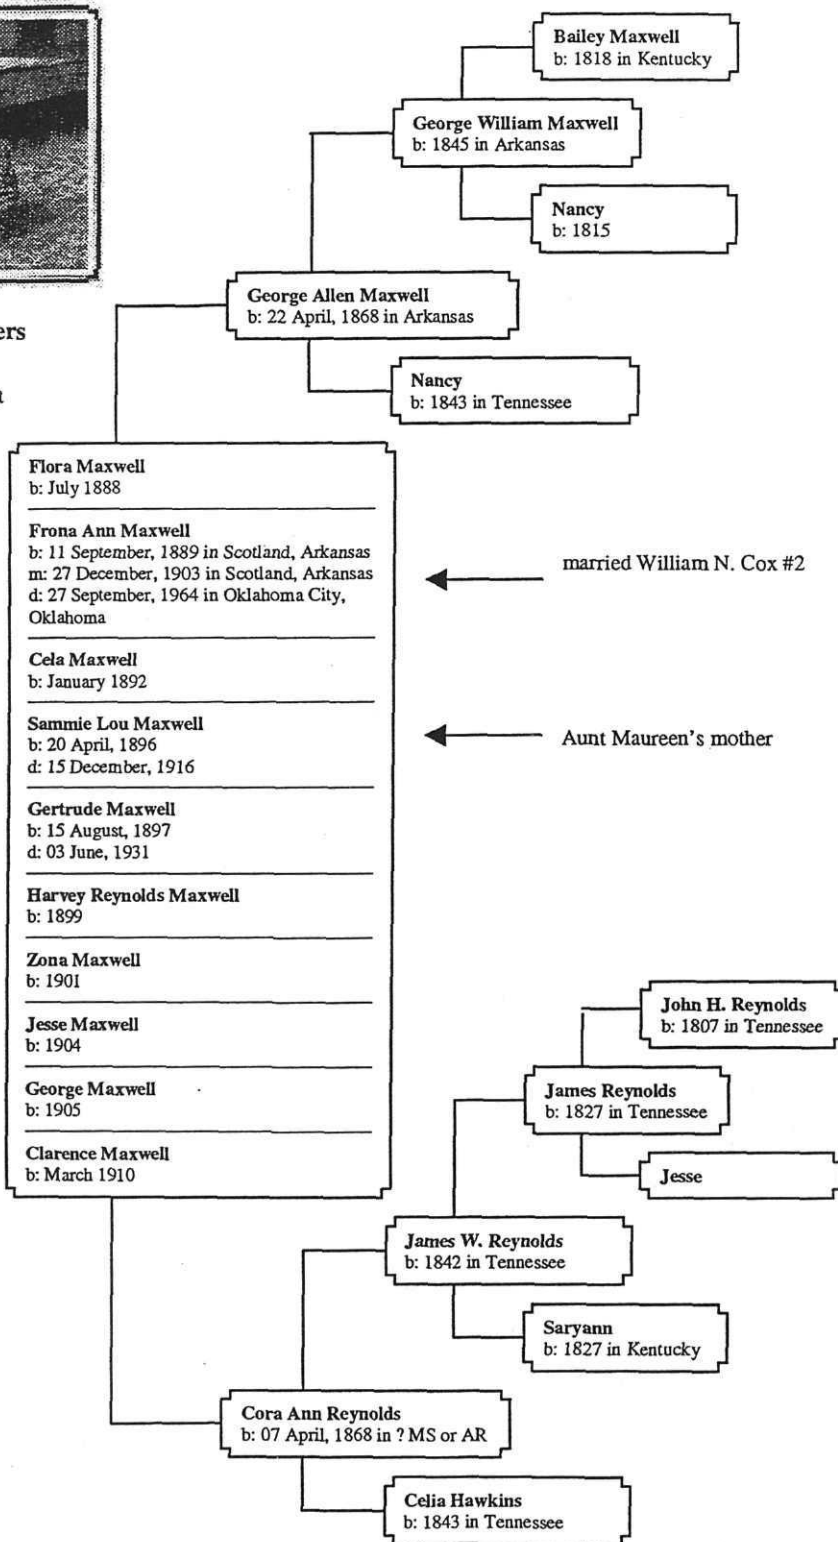 Bailey Maxwell
b: 1818 in Kentucky
George William Maxwell
b: 1845 in Arkansas
Nancy
b: 1815
George Allen Maxwell
b: 22 April, 1868 in Arkansas
Nancy
b: 1843 in Tennessee
Flora Maxwell
b: July 1888
Frona Ann Maxwell
b: 11 September, 1889 in Scotland, Arkansas
m: 27 December, 1903 in Scotland, Arkansas
d: 27 September, 1964 in Oklahoma City,
Oklahoma
married William N. Cox #2
Cela Maxwell
b: January 1892
Sammie Lou Maxwell
b: 20 April, 1896
d: 15 December, 1916
Aunt Maureen's mother
Gertrude Maxwell
b: 15 August, 1897
d: 03 June, 1931
Harvey Reynolds Maxwell
b: 1899
Zona Maxwell
b: 1901
Jesse Maxwell
b: 1904
George Maxwell
b: 1905
Clarence Maxwell
b: March 1910
John H. Reynolds
b: 1807 in Tennessee
James Reynolds
b: 1827 in Tennessee
Jesse
James W. Reynolds
b: 1842 in Tennessee
Saryann
b: 1827 in Kentucky
Cora Ann Reynolds
b: 07 April, 1868 in ? MS or AR
Celia Hawkins
b: 1843 in Tennessee